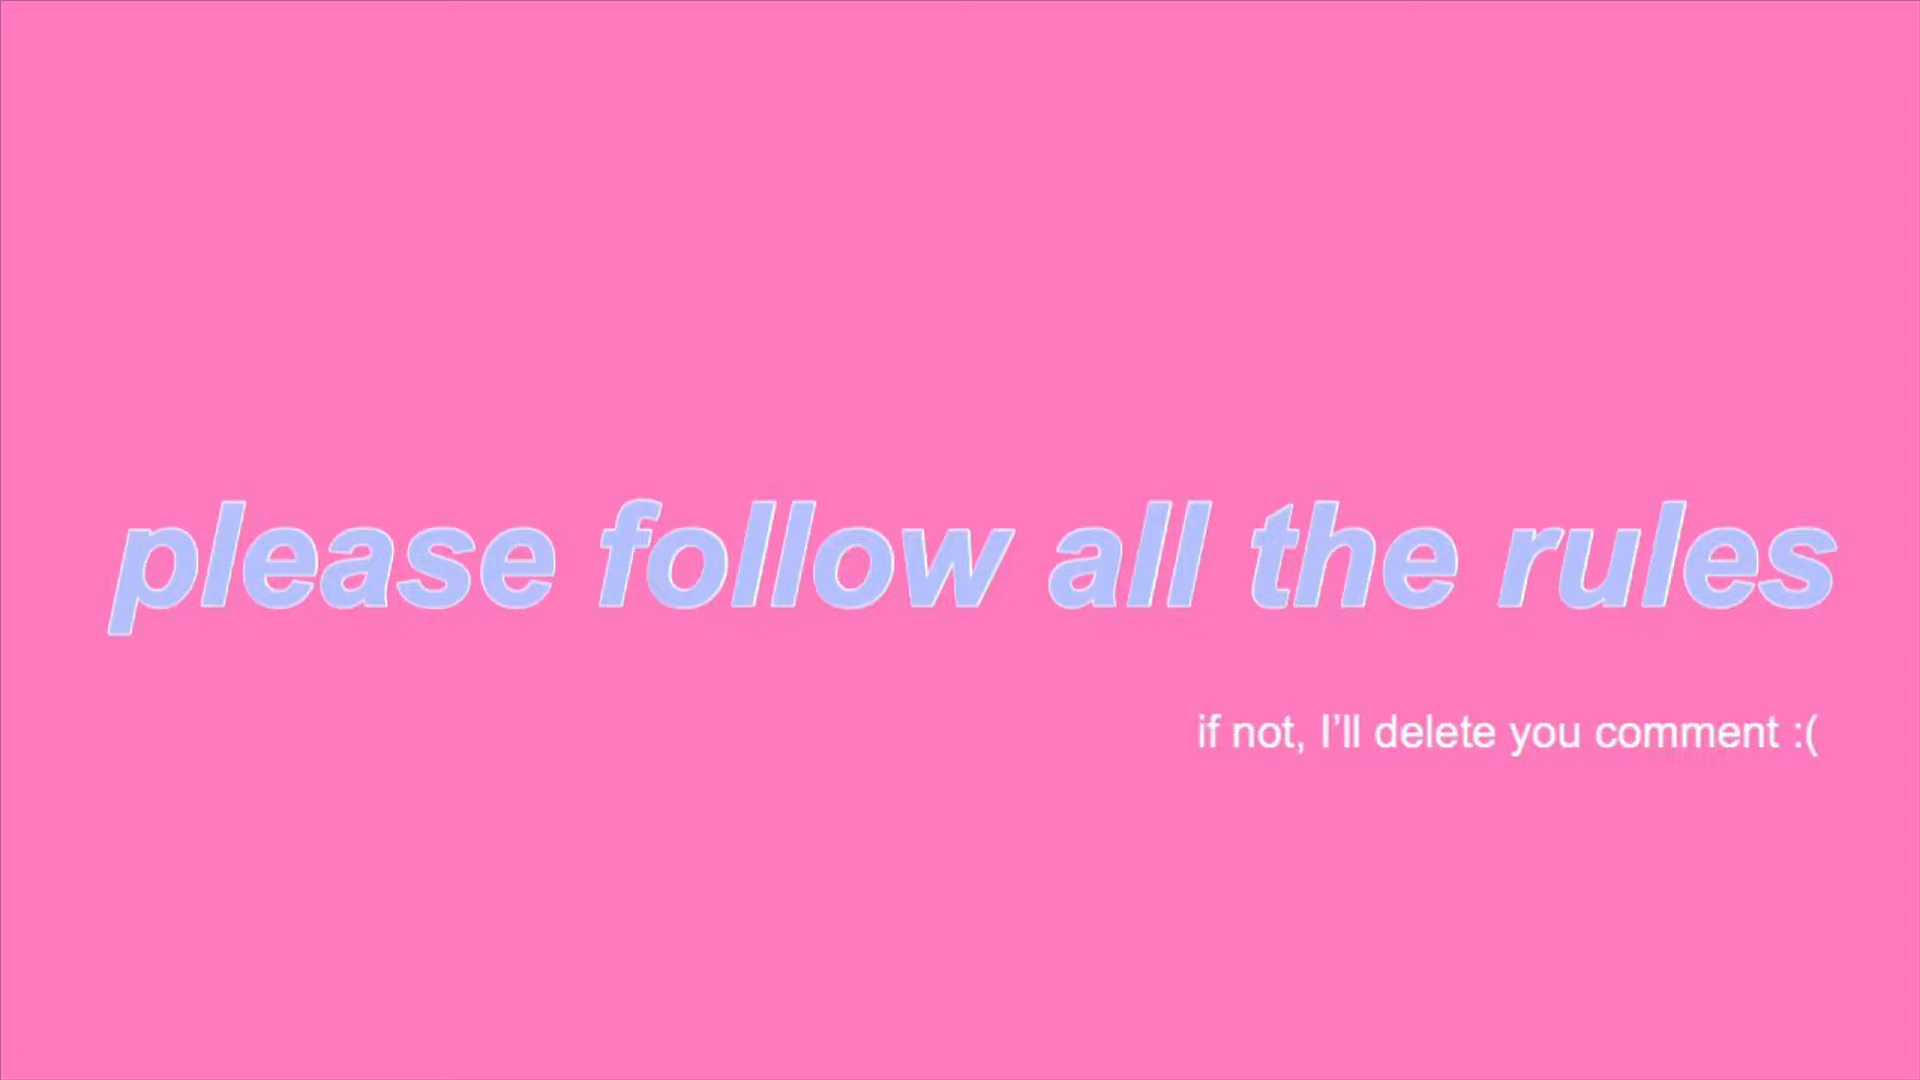 please follow all the rules
if not, I’ll delete you comment :(